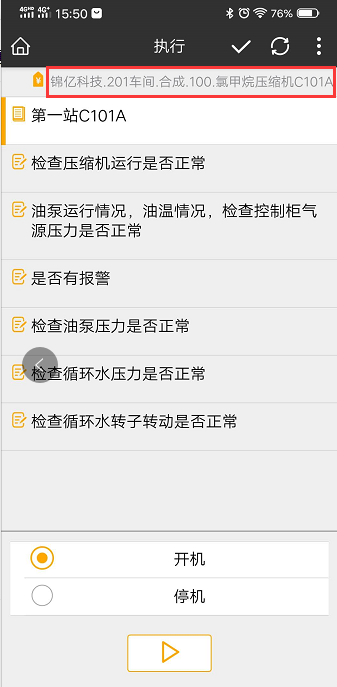 4GHD 4G+ 15:50 76%
执行
锦亿科技.201车间.合成.100.氯甲烷压缩机C101A
第一站C101A
检查压缩机运行是否正常
油泵运行情况，油温情况，检查控制柜气
源压力是否正常
是否有报警
检查油泵压力是否正常
检查循环水压力是否正常
检查循环水转子转动是否正常
开机
停机